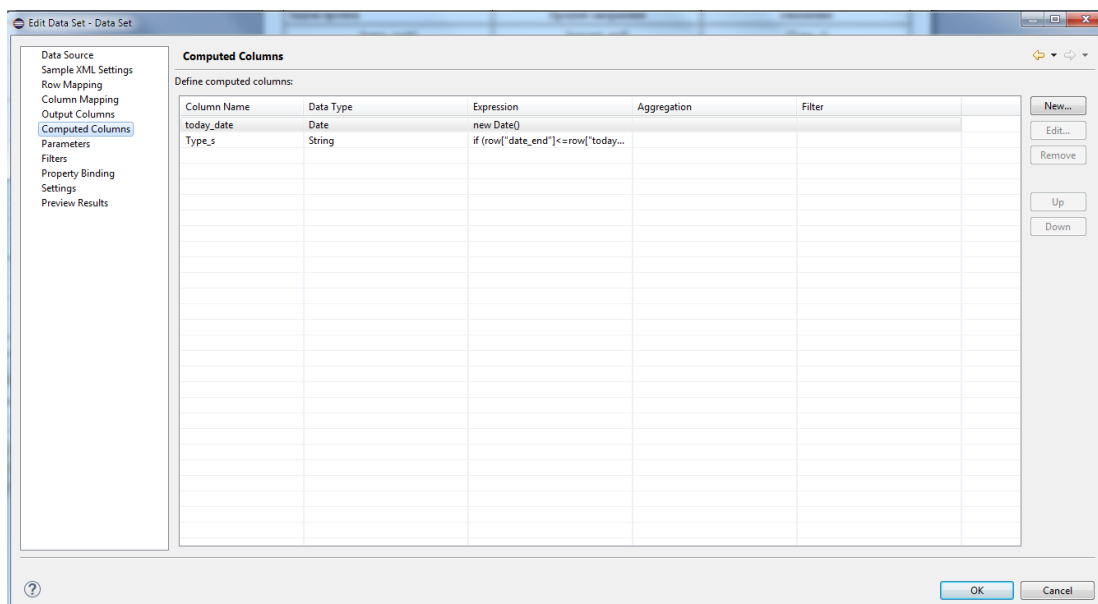 Edit Data Set - Data Set
Data Source
Sample XML Settings
Row Mapping
Column Mapping
Output Columns
Computed Columns
Parameters
Filters
Property Binding
Settings
Preview Results
Computed Columns
Define computed columns:
Column Name Data Type Expression Aggregation Filter
today_date Date new Date()
Type_s String if (row["date_end"]<=row["today...
New...
Edit...
Remove
Up
Down
OK Cancel